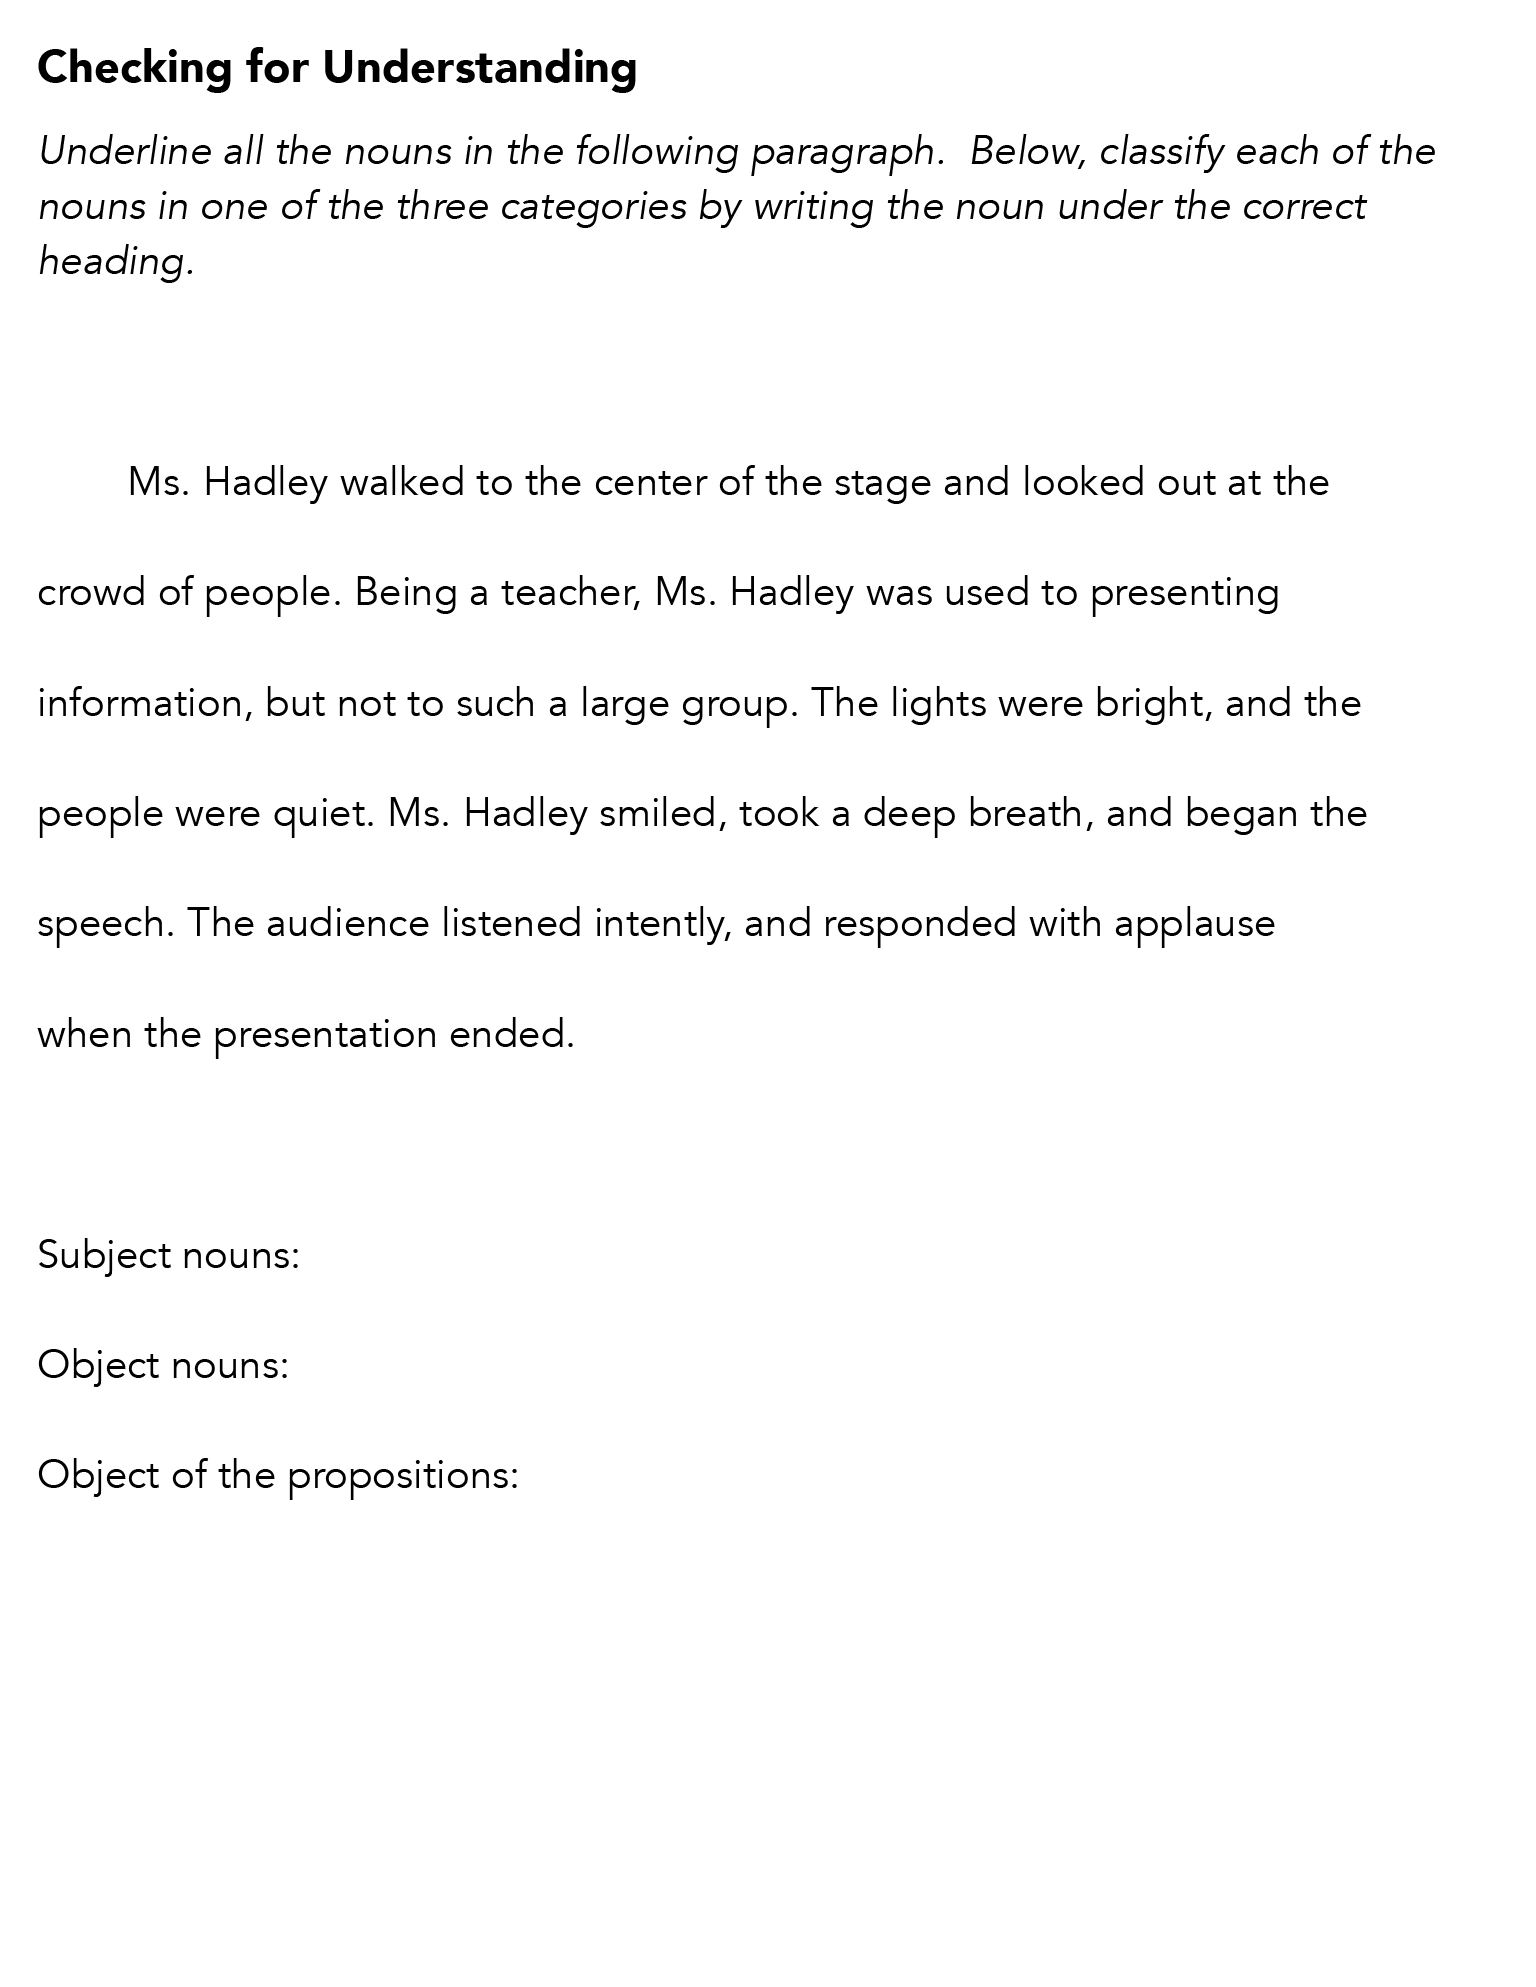 Checking for Understanding
Underline all the nouns in the following paragraph.  Below, classify each of the
nouns in one of the three categories by writing the noun under the correct
heading.
Ms. Hadley walked to the center of the stage and looked out at the
crowd of people. Being a teacher, Ms. Hadley was used to presenting
information, but not to such a large group. The lights were bright, and the
people were quiet. Ms. Hadley smiled, took a deep breath, and began the
speech. The audience listened intently, and responded with applause
when the presentation ended.
Subject nouns:
Object nouns:
Object of the propositions: